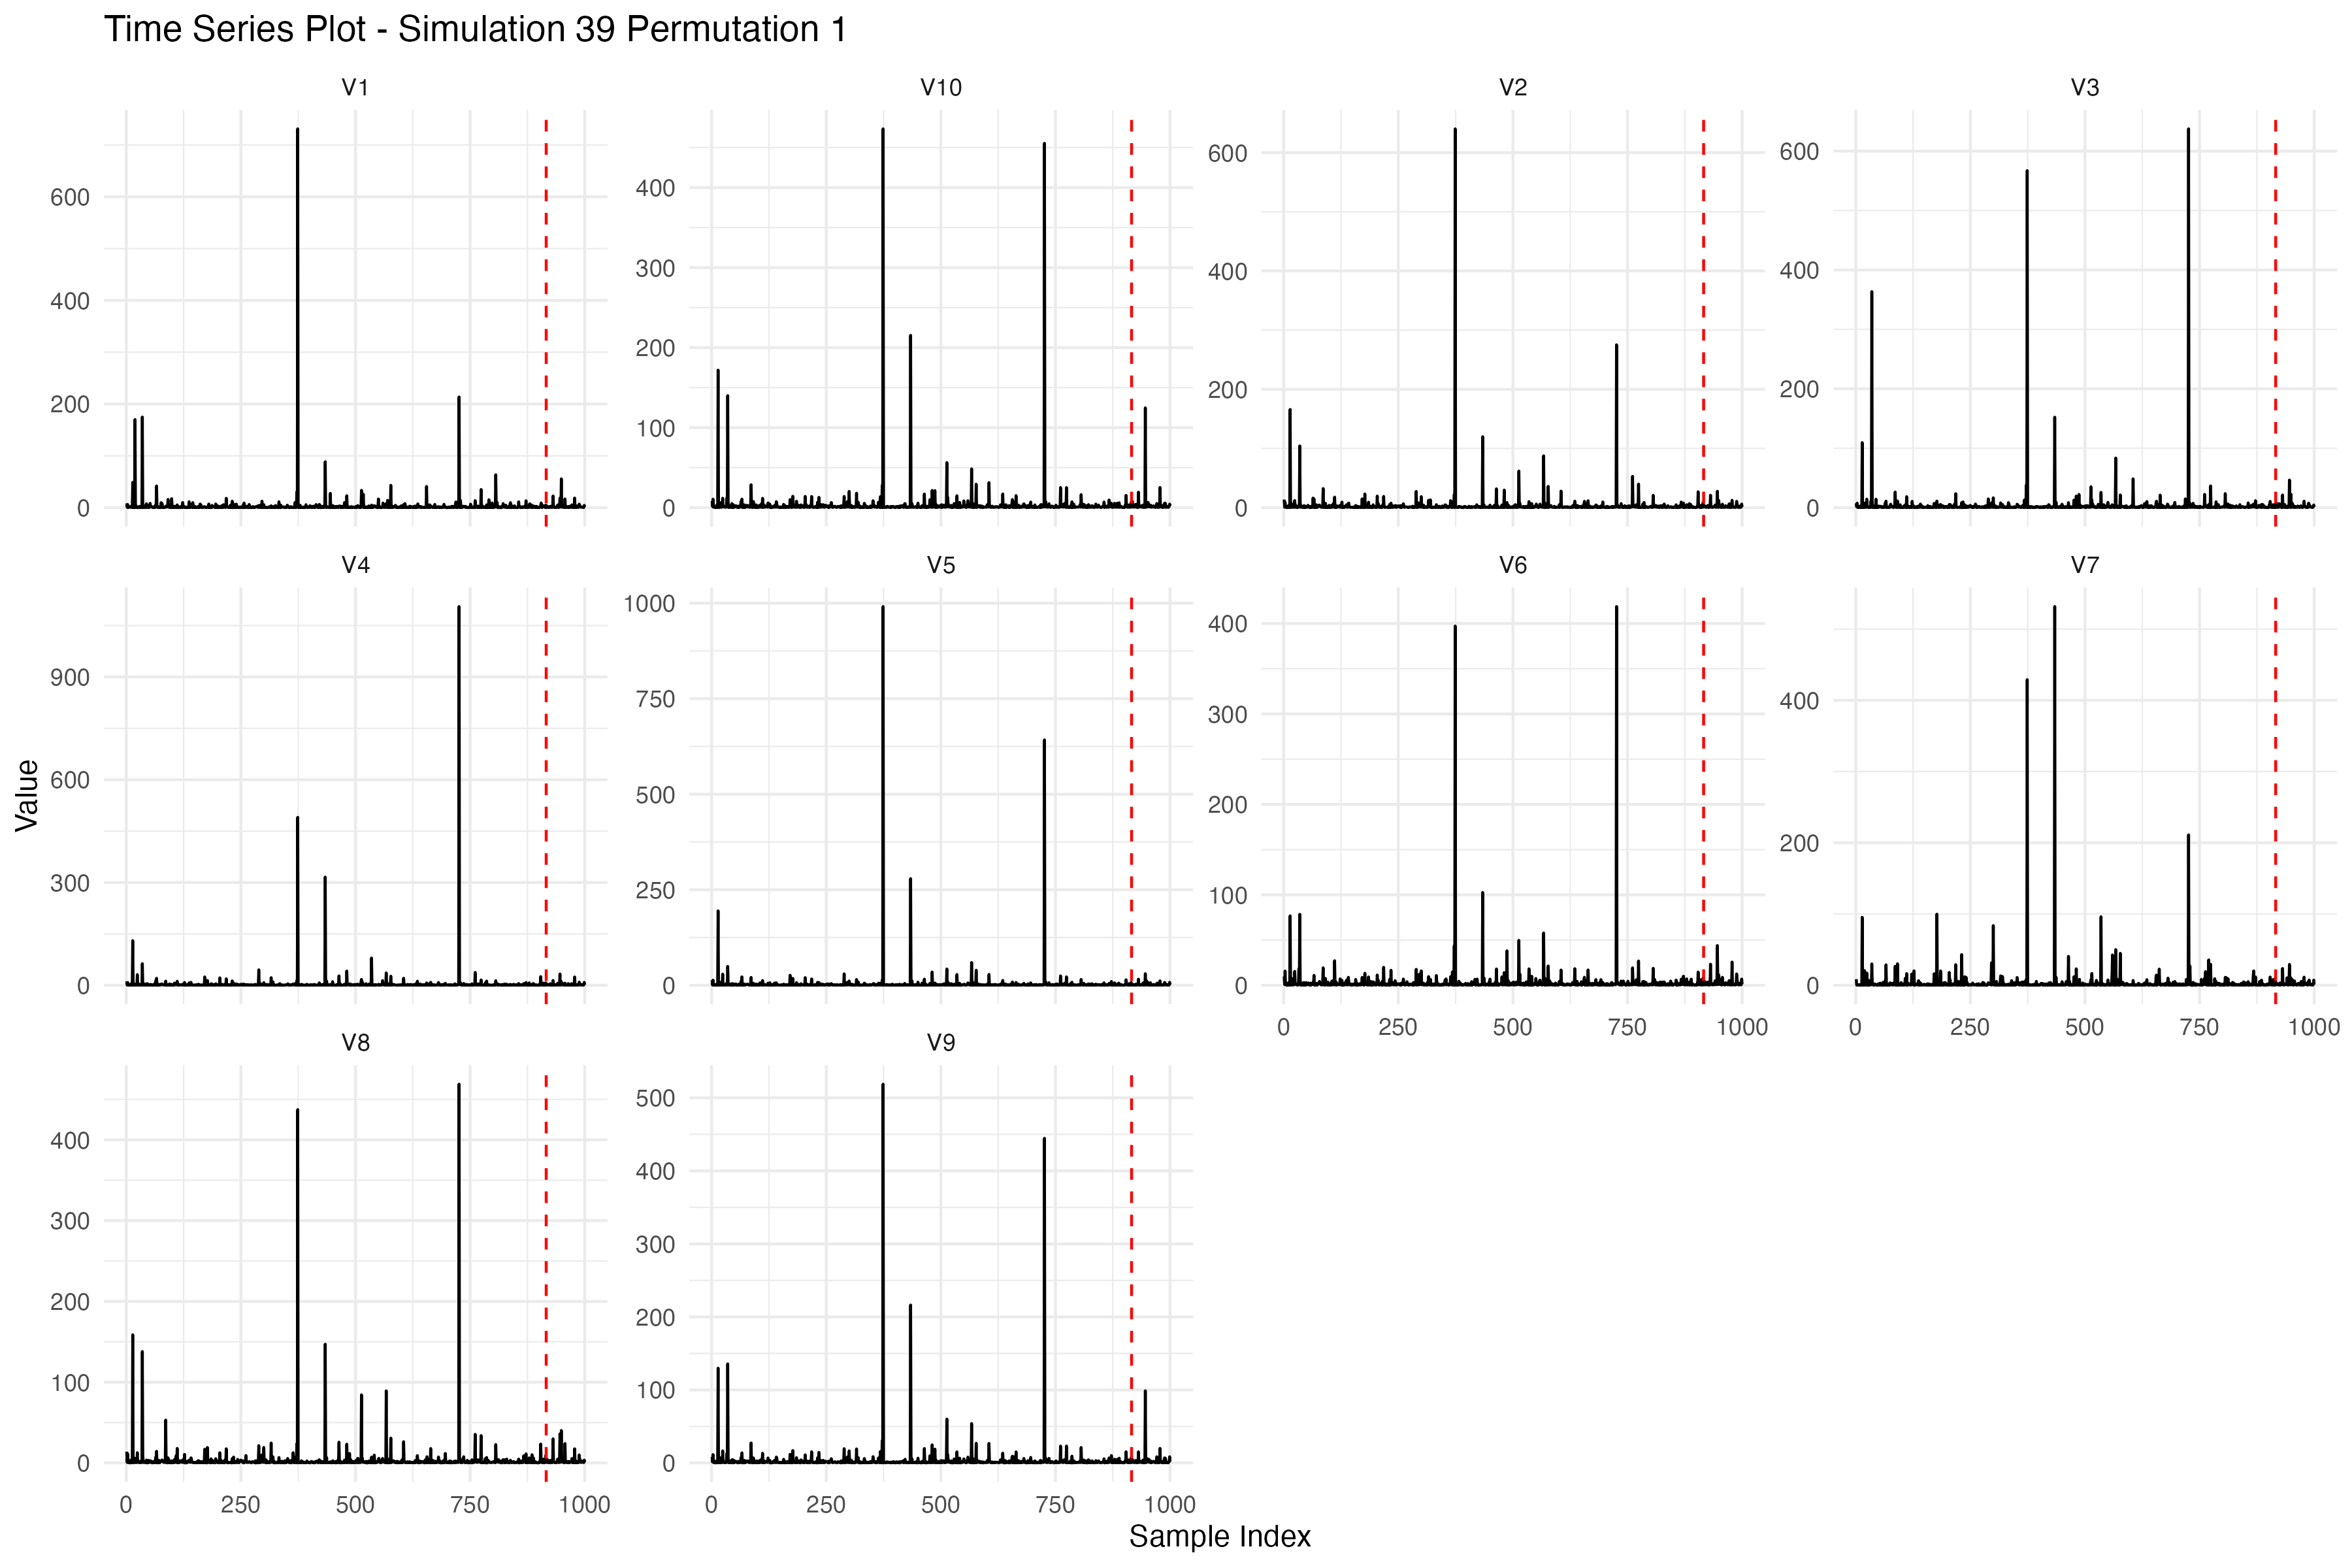 Time Series Plot - Simulation 39 Permutation 1
V1 V10 V2 V3
600 400 200 0
400 300 200 100 0
600 400 200 0
600 400 200 0
V4 V5 V6 V7
900 600 300 0
1000 750 500 250 0
400 300 200 100 0
400 200 0
0 250 500 750 1000
0 250 500 750 1000
V8 V9
400 300 200 100 0
500 400 300 200 100 0
0 250 500 750 1000
0 250 500 750 1000
Value
Sample Index